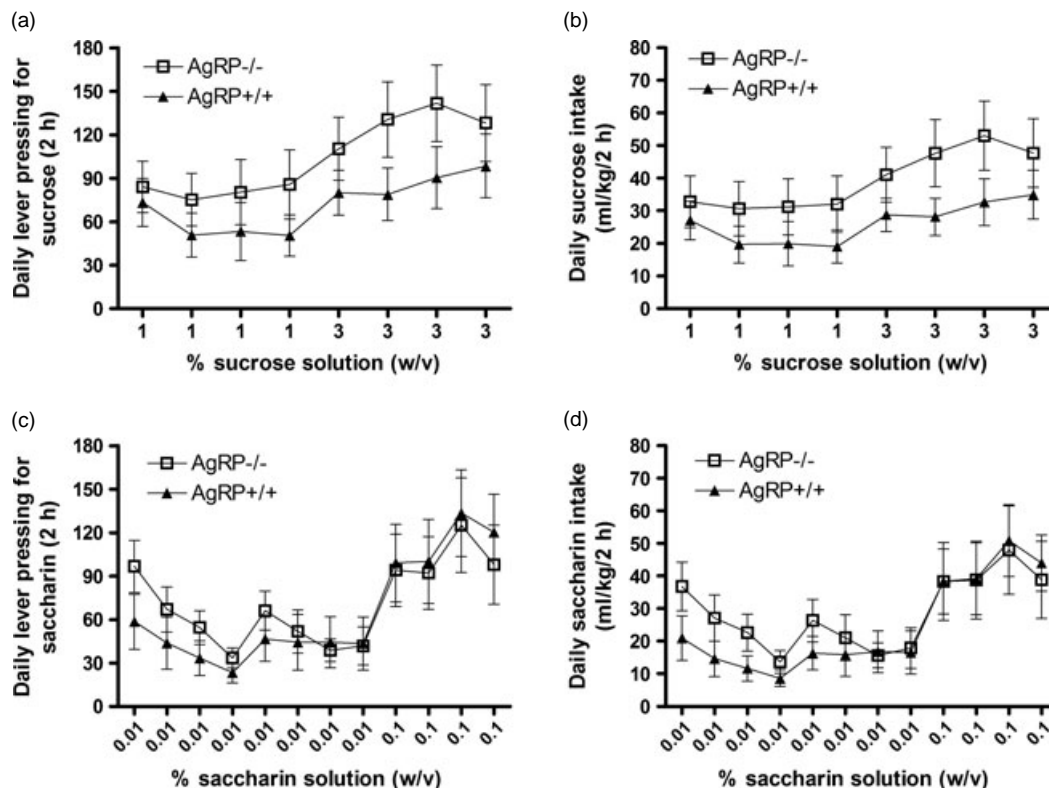 (a)
180
150
120
90
60
30
0
Daily lever pressing for
sucrose (2 h)
AgRP-/-
AgRP+/+
1 1 1 1 3 3 3 3
% sucrose solution (w/v)
(b)
80
70
60
50
40
30
20
10
0
Daily sucrose intake
(ml/kg/2 h)
AgRP-/-
AgRP+/+
1 1 1 1 3 3 3 3
% sucrose solution (w/v)
(c)
180
150
120
90
60
30
0
Daily lever pressing for
saccharin (2 h)
AgRP-/-
AgRP+/+
0.01 0.01 0.01 0.01 0.01 0.01 0.01 0.01 0.1 0.1 0.1 0.1
% saccharin solution (w/v)
(d)
80
70
60
50
40
30
20
10
0
Daily saccharin intake
(ml/kg/2 h)
AgRP-/-
AgRP+/+
0.01 0.01 0.01 0.01 0.01 0.01 0.01 0.01 0.1 0.1 0.1 0.1
% saccharin solution (w/v)